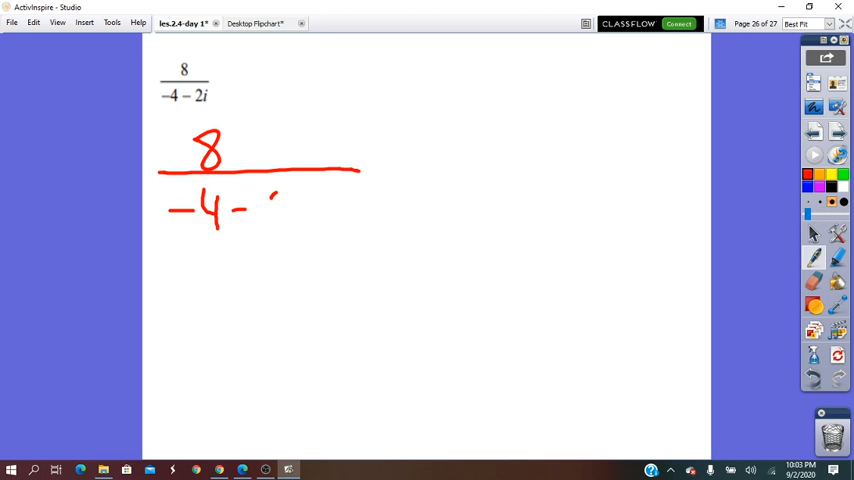 ActivInspire - Studio
File Edit View Insert Tools Help les.2.4-day 1* Desktop Flipchart* CLASSFLOW Connect Page 26 of 27 Best Fit
8
-4 - 2i
8
-4 -
10:03 PM
9/2/2020